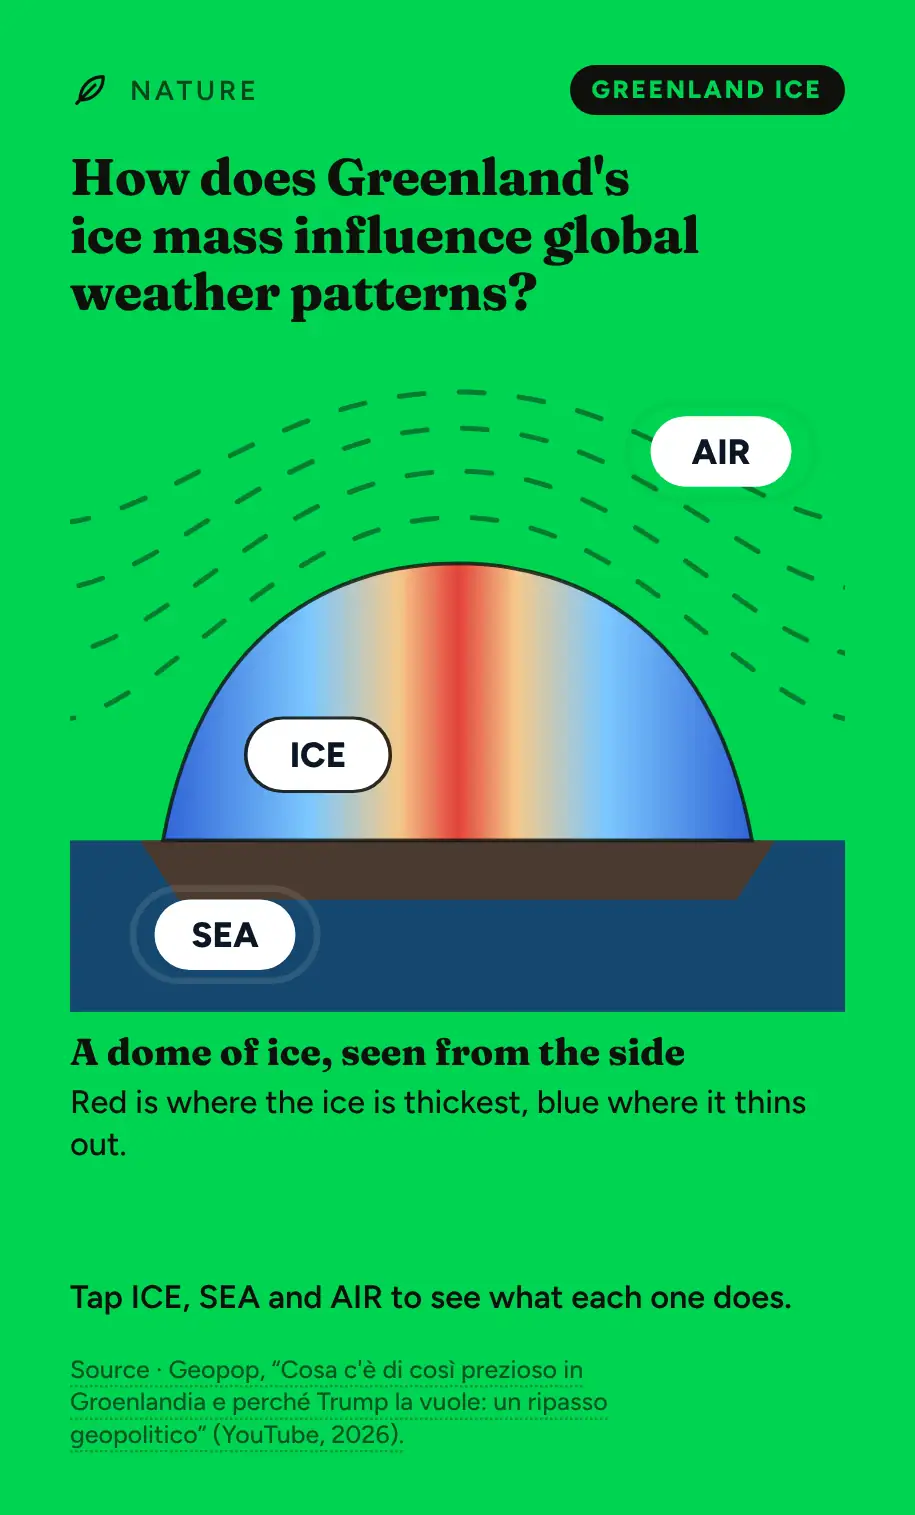 NATURE
GREENLAND ICE
How does Greenland's
ice mass influence global
weather patterns?
AIR
ICE
SEA
A dome of ice, seen from the side
Red is where the ice is thickest, blue where it thins
out.
Tap ICE, SEA and AIR to see what each one does.
Source · Geopop, “Cosa c'è di così prezioso in
Groenlandia e perché Trump la vuole: un ripasso
geopolitico” (YouTube, 2026).